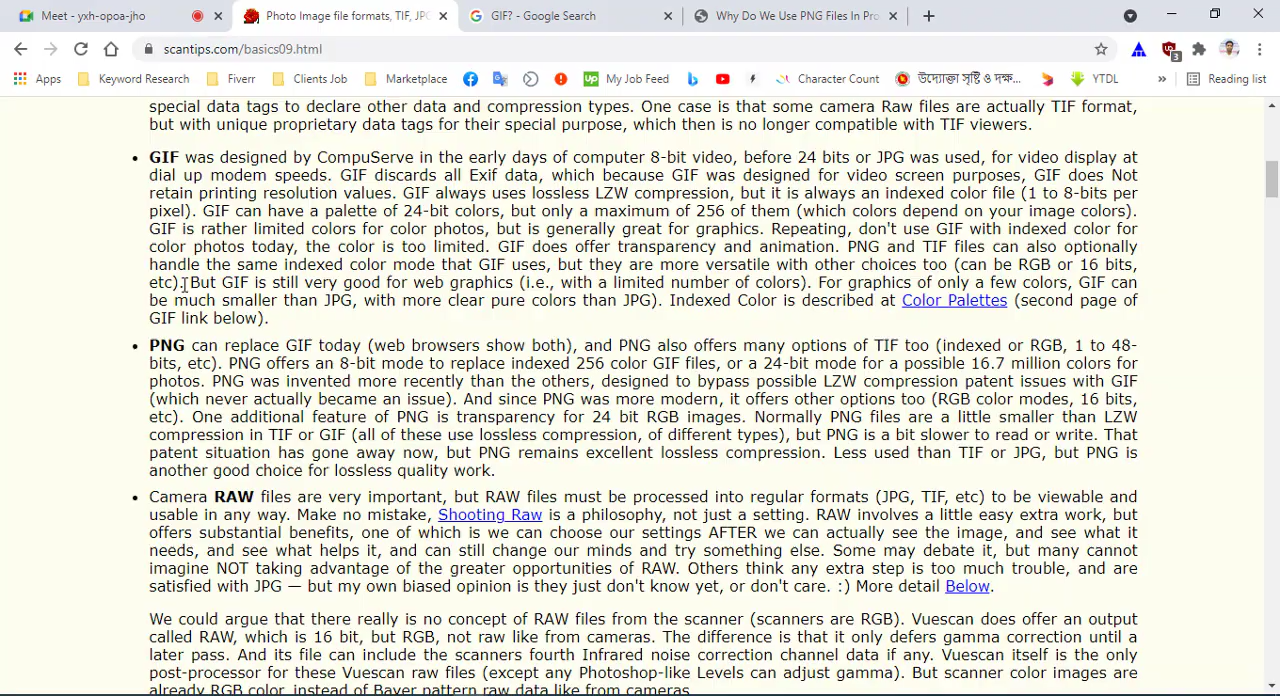 Meet - yxh-opoa-jho
Photo Image file formats, TIF, JP
GIF? - Google Search
Why Do We Use PNG Files In Pro
scantips.com/basics09.html
3
Apps
Keyword Research
Fiverr
Clients Job
Marketplace
Up
My Job Feed
Character Count
উদ্যোক্তা সৃষ্টি ও দক্ষ...
YTDL
»
Reading list
special data tags to declare other data and compression types. One case is that some camera Raw files are actually TIF format,
but with unique proprietary data tags for their special purpose, which then is no longer compatible with TIF viewers.
• GIF was designed by CompuServe in the early days of computer 8-bit video, before 24 bits or JPG was used, for video display at
dial up modem speeds. GIF discards all Exif data, which because GIF was designed for video screen purposes, GIF does Not
retain printing resolution values. GIF always uses lossless LZW compression, but it is always an indexed color file (1 to 8-bits per
pixel). GIF can have a palette of 24-bit colors, but only a maximum of 256 of them (which colors depend on your image colors).
GIF is rather limited colors for color photos, but is generally great for graphics. Repeating, don't use GIF with indexed color for
color photos today, the color is too limited. GIF does offer transparency and animation. PNG and TIF files can also optionally
handle the same indexed color mode that GIF uses, but they are more versatile with other choices too (can be RGB or 16 bits,
etc). But GIF is still very good for web graphics (i.e., with a limited number of colors). For graphics of only a few colors, GIF can
be much smaller than JPG, with more clear pure colors than JPG). Indexed Color is described at Color Palettes (second page of
GIF link below).
• PNG can replace GIF today (web browsers show both), and PNG also offers many options of TIF too (indexed or RGB, 1 to 48-
bits, etc). PNG offers an 8-bit mode to replace indexed 256 color GIF files, or a 24-bit mode for a possible 16.7 million colors for
photos. PNG was invented more recently than the others, designed to bypass possible LZW compression patent issues with GIF
(which never actually became an issue). And since PNG was more modern, it offers other options too (RGB color modes, 16 bits,
etc). One additional feature of PNG is transparency for 24 bit RGB images. Normally PNG files are a little smaller than LZW
compression in TIF or GIF (all of these use lossless compression, of different types), but PNG is a bit slower to read or write. That
patent situation has gone away now, but PNG remains excellent lossless compression. Less used than TIF or JPG, but PNG is
another good choice for lossless quality work.
• Camera RAW files are very important, but RAW files must be processed into regular formats (JPG, TIF, etc) to be viewable and
usable in any way. Make no mistake, Shooting Raw is a philosophy, not just a setting. RAW involves a little easy extra work, but
offers substantial benefits, one of which is we can choose our settings AFTER we can actually see the image, and see what it
needs, and see what helps it, and can still change our minds and try something else. Some may debate it, but many cannot
imagine NOT taking advantage of the greater opportunities of RAW. Others think any extra step is too much trouble, and are
satisfied with JPG — but my own biased opinion is they just don't know yet, or don't care. :) More detail Below.
We could argue that there really is no concept of RAW files from the scanner (scanners are RGB). Vuescan does offer an output
called RAW, which is 16 bit, but RGB, not raw like from cameras. The difference is that it only defers gamma correction until a
later pass. And its file can include the scanners fourth Infrared noise correction channel data if any. Vuescan itself is the only
post-processor for these Vuescan raw files (except any Photoshop-like Levels can adjust gamma). But scanner color images are
already RGB color, instead of Bayer pattern raw data like from cameras.